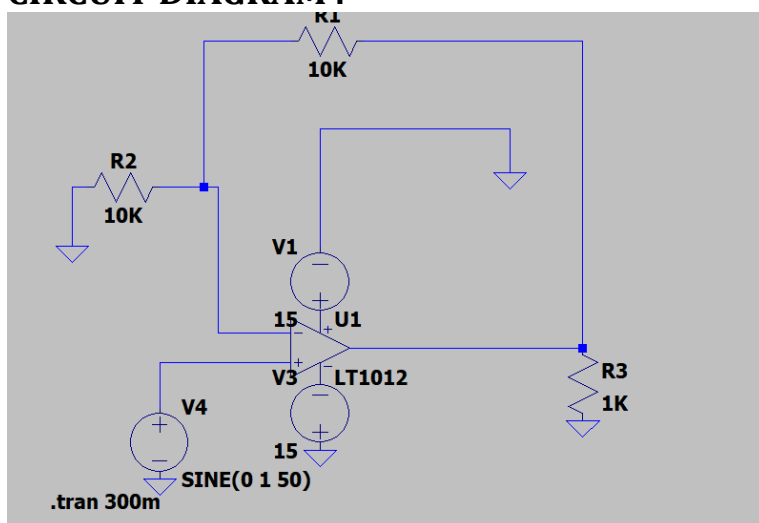 CIRCUIT DIAGRAM :
R1
10K
R2
10K
V1
15
U1
V3
LT1012
R3
1K
V4
15
SINE(0 1 50)
.tran 300m